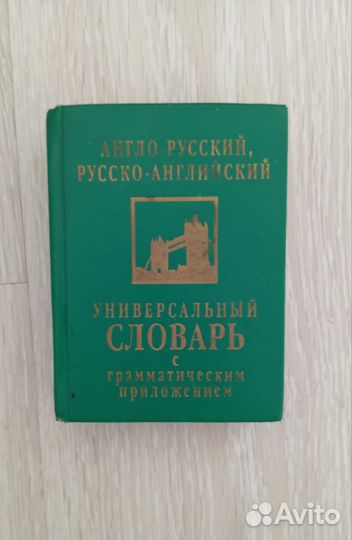 АНГЛО-РУССКИЙ,
РУССКО-АНГЛИЙСКИЙ
УНИВЕРСАЛЬНЫЙ
СЛОВАРЬ
с
грамматическим
приложением
Avito